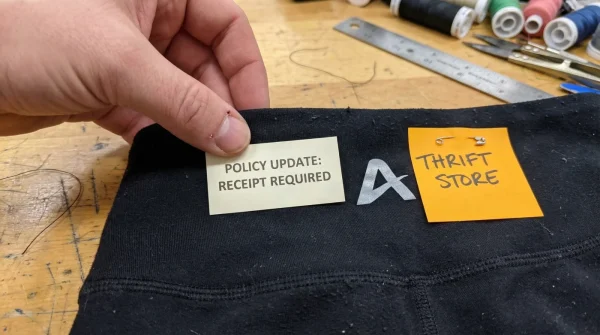 POLICY UPDATE:
RECEIPT REQUIRED
A
THRIFT
STORE